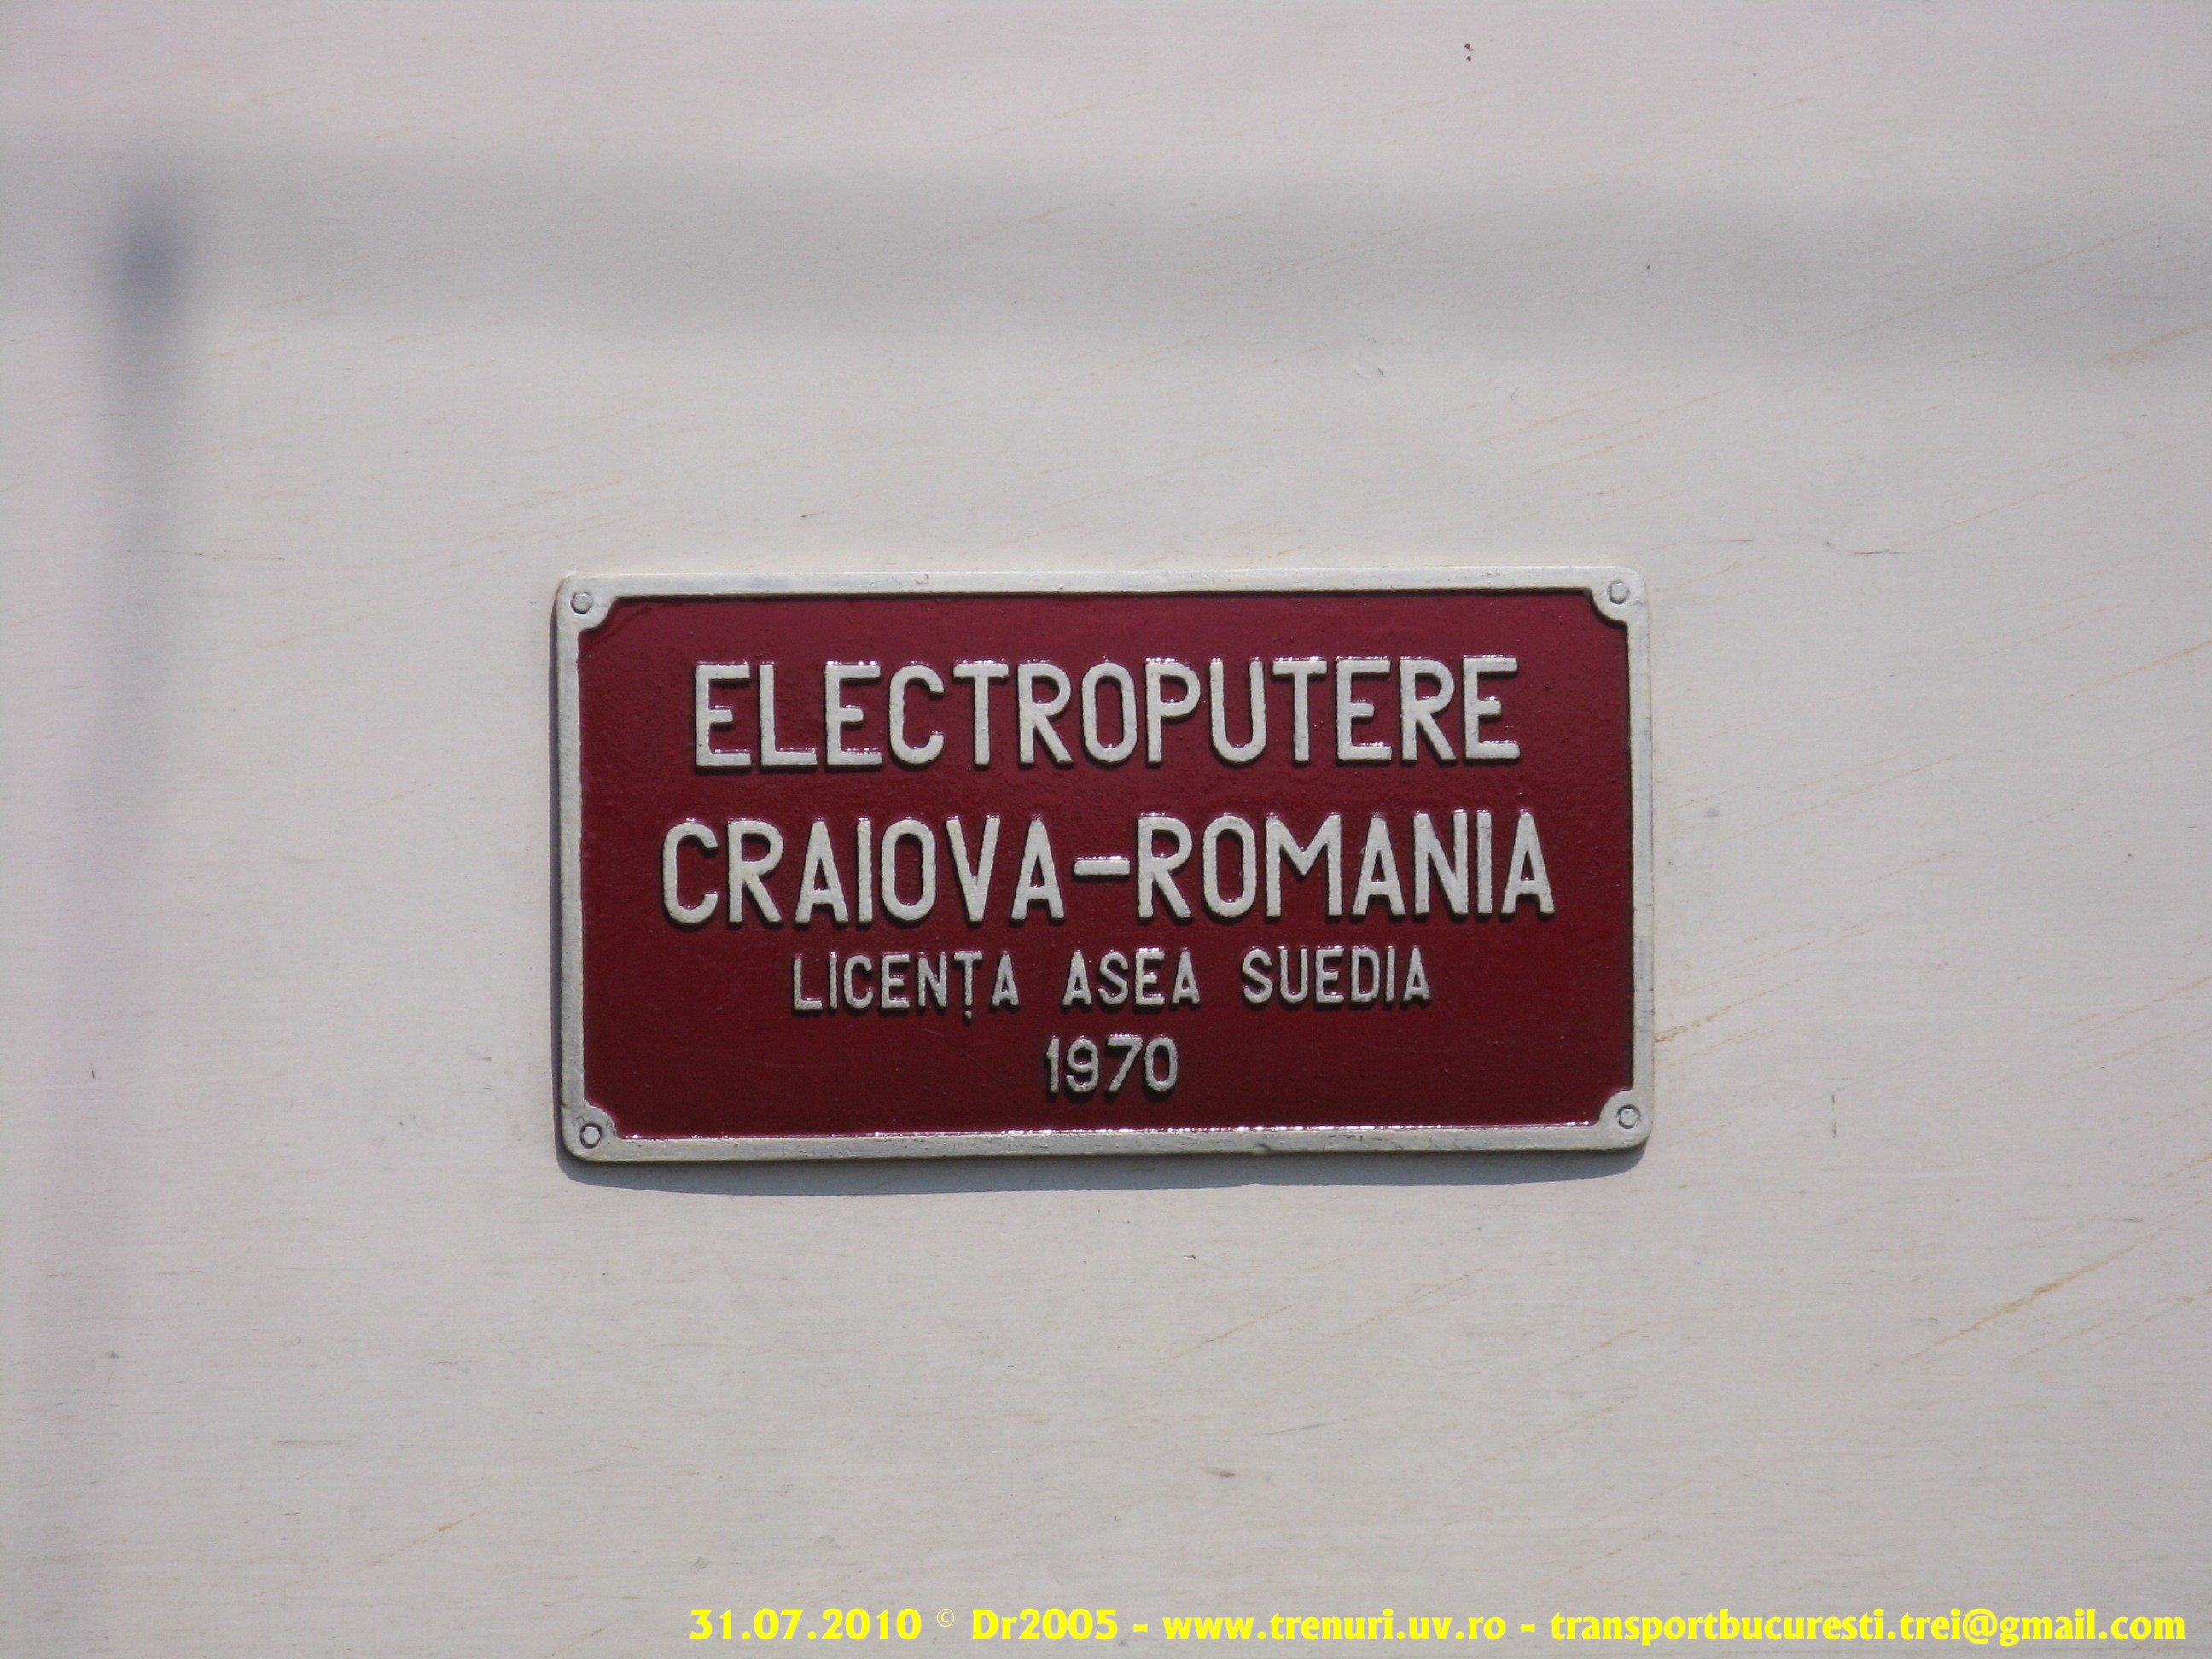 ELECTROPUTERE
CRAIOVA-ROMANIA
LICENȚA ASEA SUEDIA
1970
31.07.2010 © Dr2005 - www.trenuri.uv.ro - transportbucuresti.trei@gmail.com